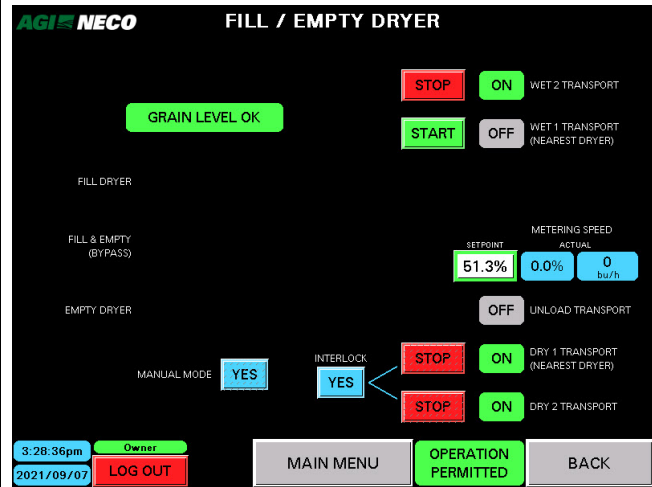 AGI NECO
FILL / EMPTY DRYER
STOP
ON
WET 2 TRANSPORT
GRAIN LEVEL OK
START
OFF
WET 1 TRANSPORT
(NEAREST DRYER)
FILL DRYER
FILL & EMPTY
(BYPASS)
METERING SPEED
SETPOINT
ACTUAL
51.3%
0.0%
0
bu/h
EMPTY DRYER
OFF
UNLOAD TRANSPORT
MANUAL MODE
YES
INTERLOCK
YES
STOP
ON
DRY 1 TRANSPORT
(NEAREST DRYER)
STOP
ON
DRY 2 TRANSPORT
3:28:36pm
2021/09/07
Owner
LOG OUT
MAIN MENU
OPERATION
PERMITTED
BACK